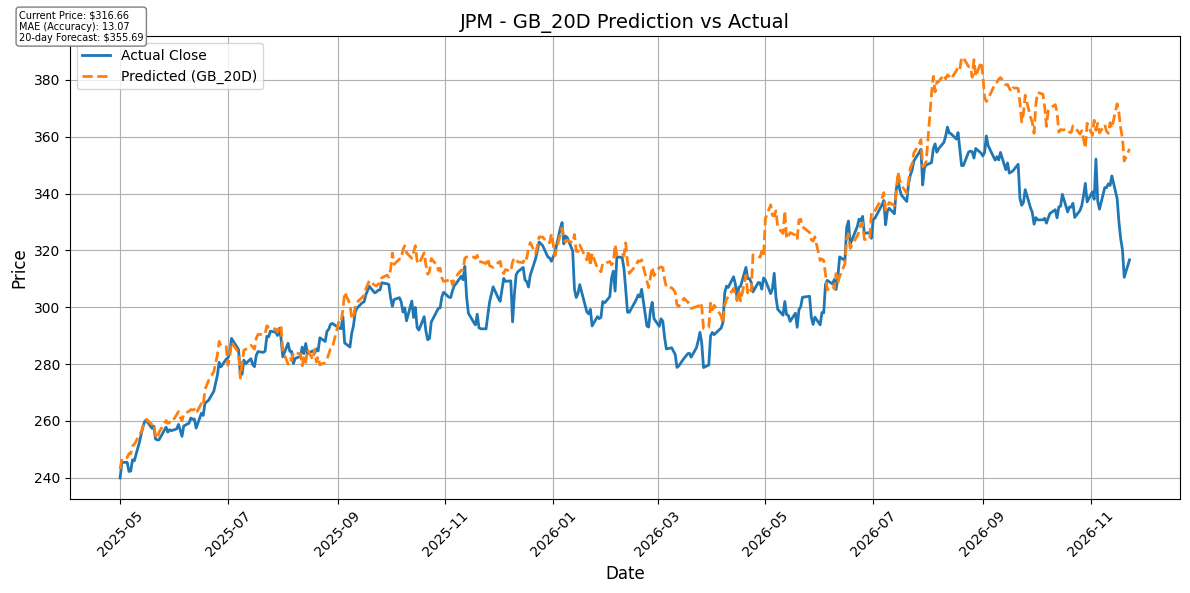 JPM - GB_20D Prediction vs Actual
Current Price: $316.66
MAE (Accuracy): 13.07
20-day Forecast: $355.69
Actual Close
Predicted (GB_20D)
Price
380
360
340
320
300
280
260
240
2025-05
2025-07
2025-09
2025-11
2026-01
2026-03
2026-05
2026-07
2026-09
2026-11
Date